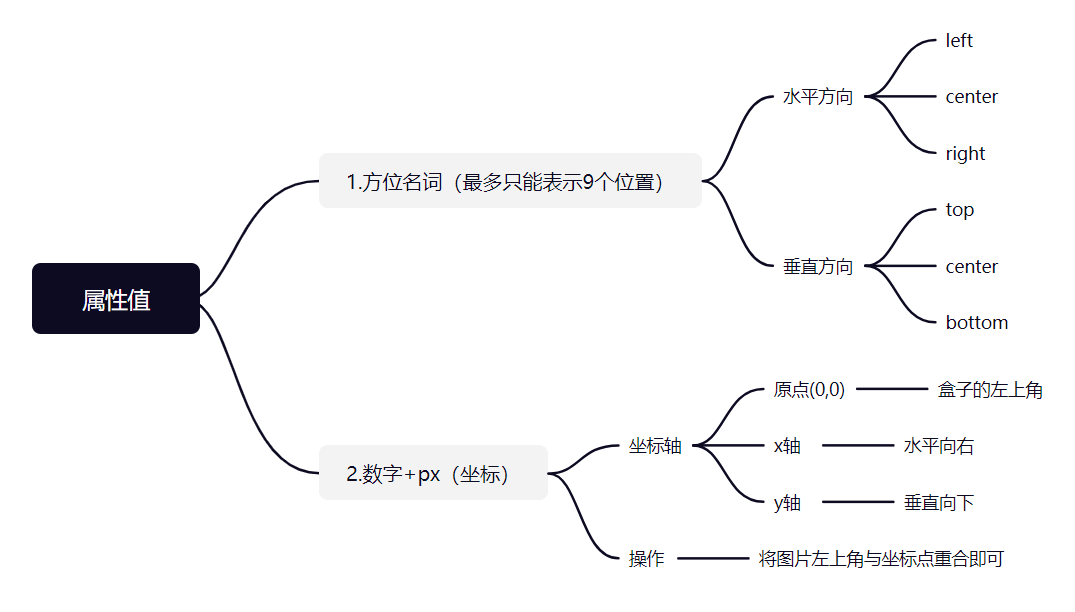 属性值
1.方位名词（最多只能表示9个位置）
水平方向
left
center
right
垂直方向
top
center
bottom
2.数字+px（坐标）
坐标轴
原点(0,0)
盒子的左上角
x轴
水平向右
y轴
垂直向下
操作
将图片左上角与坐标点重合即可